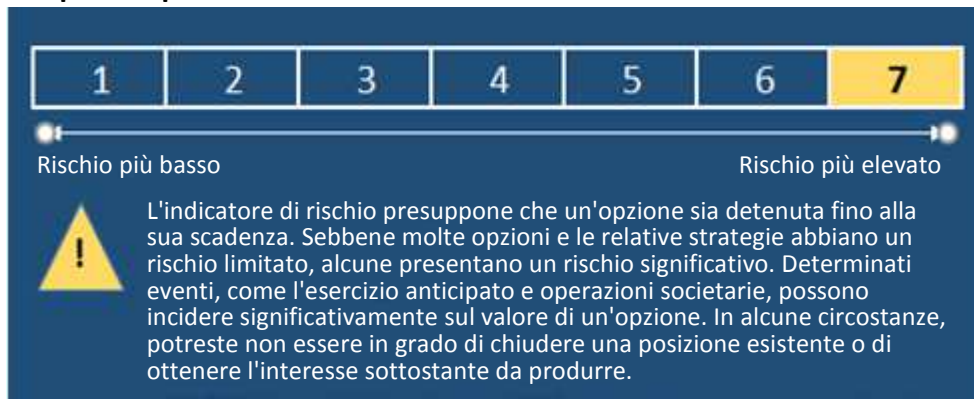 1 2 3 4 5 6 7
Rischio più basso Rischio più elevato
L'indicatore di rischio presuppone che un'opzione sia detenuta fino alla
sua scadenza. Sebbene molte opzioni e le relative strategie abbiano un
! rischio limitato, alcune presentano un rischio significativo. Determinati
eventi, come l'esercizio anticipato e operazioni societarie, possono
incidere significativamente sul valore di un'opzione. In alcune circostanze,
potreste non essere in grado di chiudere una posizione esistente o di
ottenere l'interesse sottostante da produrre.